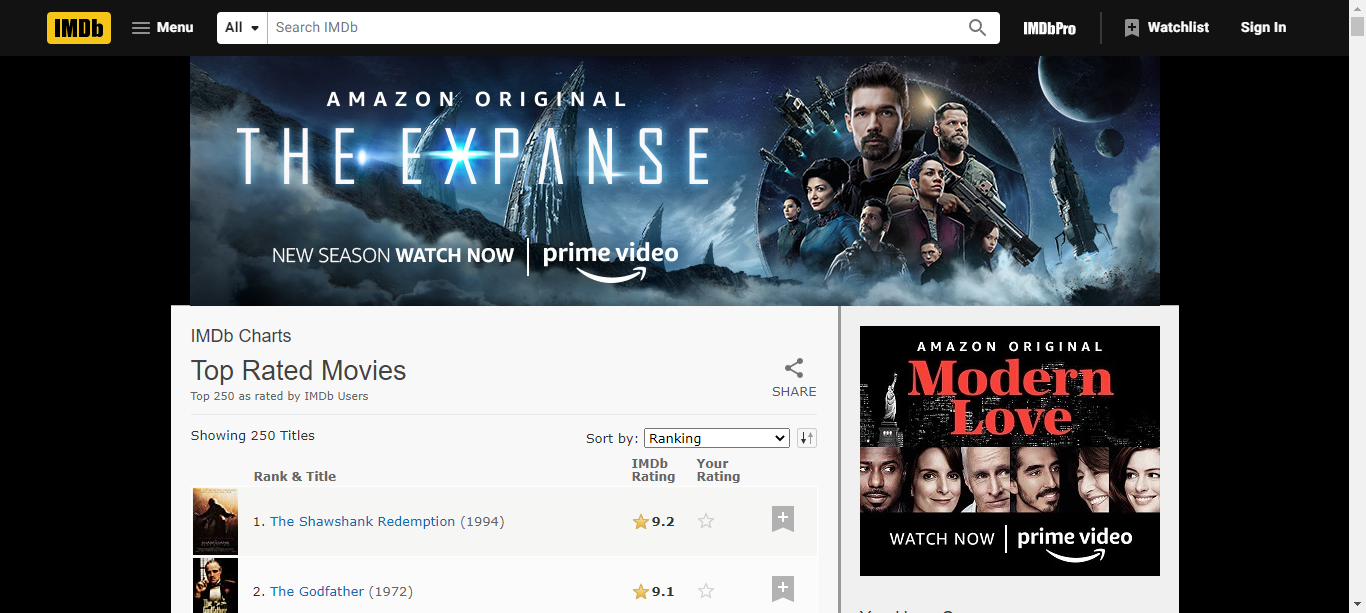 IMDb
Menu
All
Search IMDb
IMDbPro
Watchlist
Sign In
AMAZON ORIGINAL
THE EXPANSE
NEW SEASON WATCH NOW
prime video
IMDb Charts
Top Rated Movies
Top 250 as rated by IMDb Users
SHARE
Showing 250 Titles
Sort by: Ranking
Rank & Title
IMDb Rating
Your Rating
1. The Shawshank Redemption (1994)
9.2
2. The Godfather (1972)
9.1
AMAZON ORIGINAL
Modern
Love
WATCH NOW
prime video